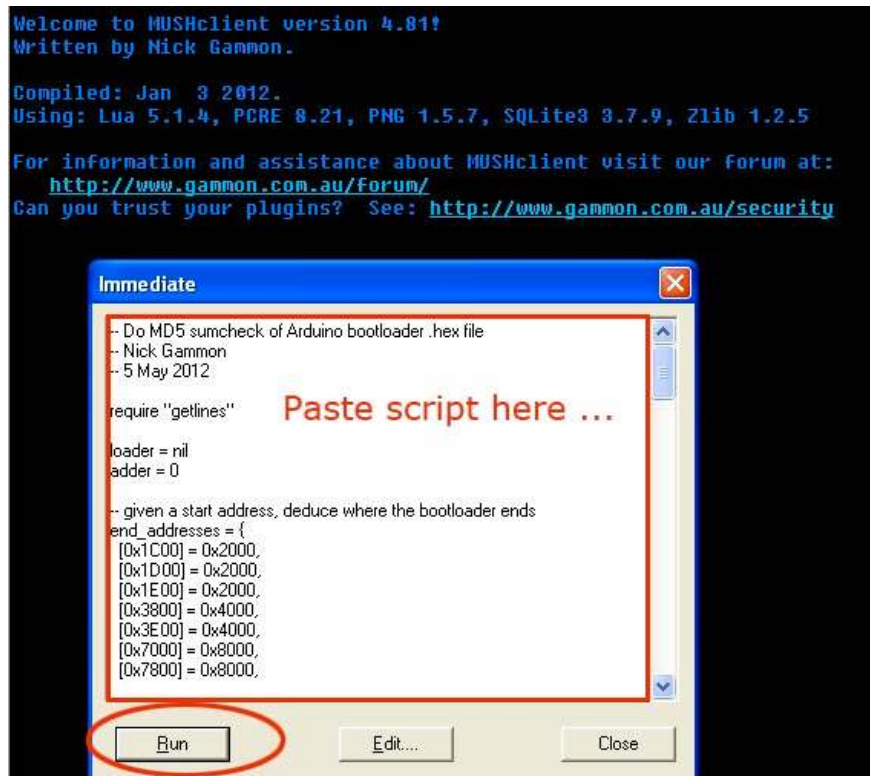 Welcome to MUSHclient version 4.81!
Written by Nick Gammon.
Compiled: Jan  3 2012.
Using: Lua 5.1.4, PCRE 8.21, PNG 1.5.7, SQLite3 3.7.9, Zlib 1.2.5
For information and assistance about MUSHclient visit our forum at:
http://www.gammon.com.au/forum/
Can you trust your plugins?  See: http://www.gammon.com.au/security
Immediate
-- Do MD5 sumcheck of Arduino bootloader .hex file
-- Nick Gammon
-- 5 May 2012
require "getlines"
Paste script here ...
loader = nil
adder = 0
-- given a start address, deduce where the bootloader ends
end_addresses = {
[0x1C00] = 0x2000,
[0x1D00] = 0x2000,
[0x1E00] = 0x2000,
[0x3800] = 0x4000,
[0x3E00] = 0x4000,
[0x7000] = 0x8000,
[0x7800] = 0x8000,
Run
Edit....
Close